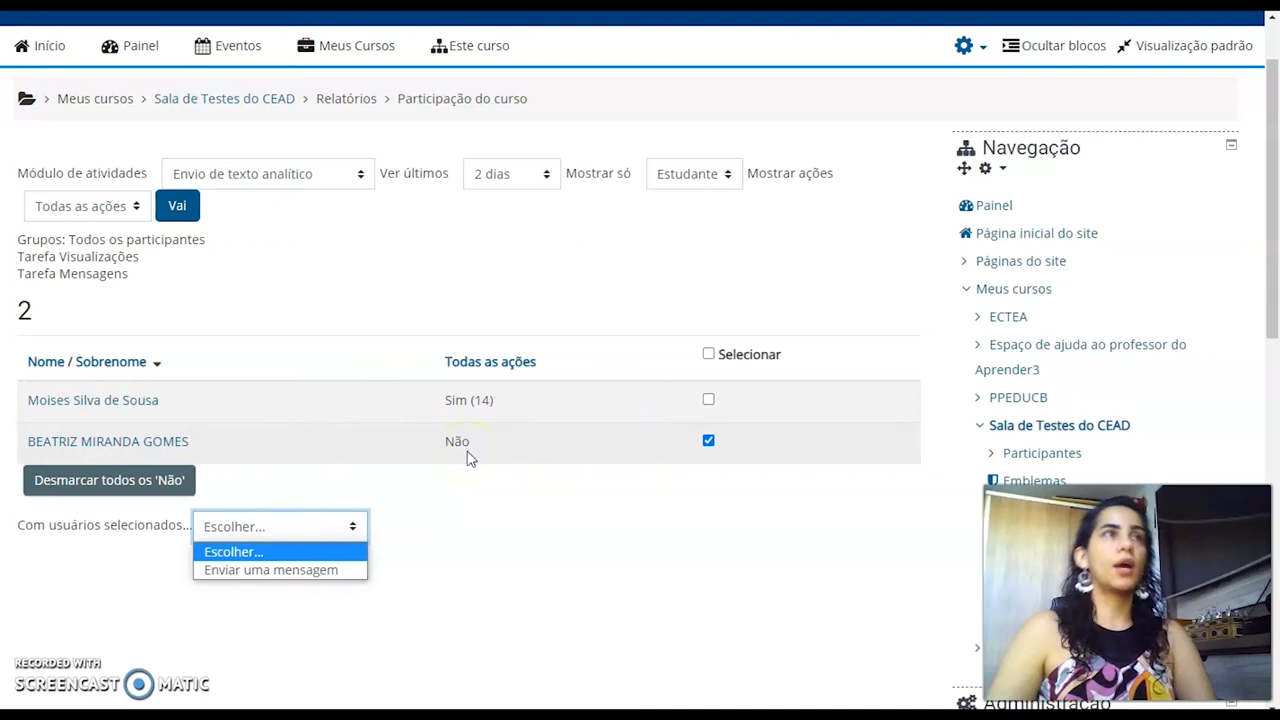 Início Painel Eventos Meus Cursos Este curso Ocultar blocos Visualização padrão
Meus cursos Sala de Testes do CEAD Relatórios Participação do curso
Módulo de atividades Ver últimos 2 dias Mostrar só Estudante Mostrar ações
Todas as ações Vai
Grupos: Todos os participantes
Tarefa Visualizações
Tarefa Mensagens
2
Nome / Sobrenome Todas as ações Selecionar
Moises Silva de Sousa Sim (14)
BEATRIZ MIRANDA GOMES Não
Desmarcar todos os 'Não'
Com usuários selecionados... Escolher...
Escolher...
Enviar uma mensagem
Navegação
Painel
Página inicial do site
Páginas do site
Meus cursos
ECTEA
Espaço de ajuda ao professor do
Aprender3
PPEDUCB
Sala de Testes do CEAD
Participantes
Emblemas
Administração
RECORDED WITH
SCREENCAST MATIC